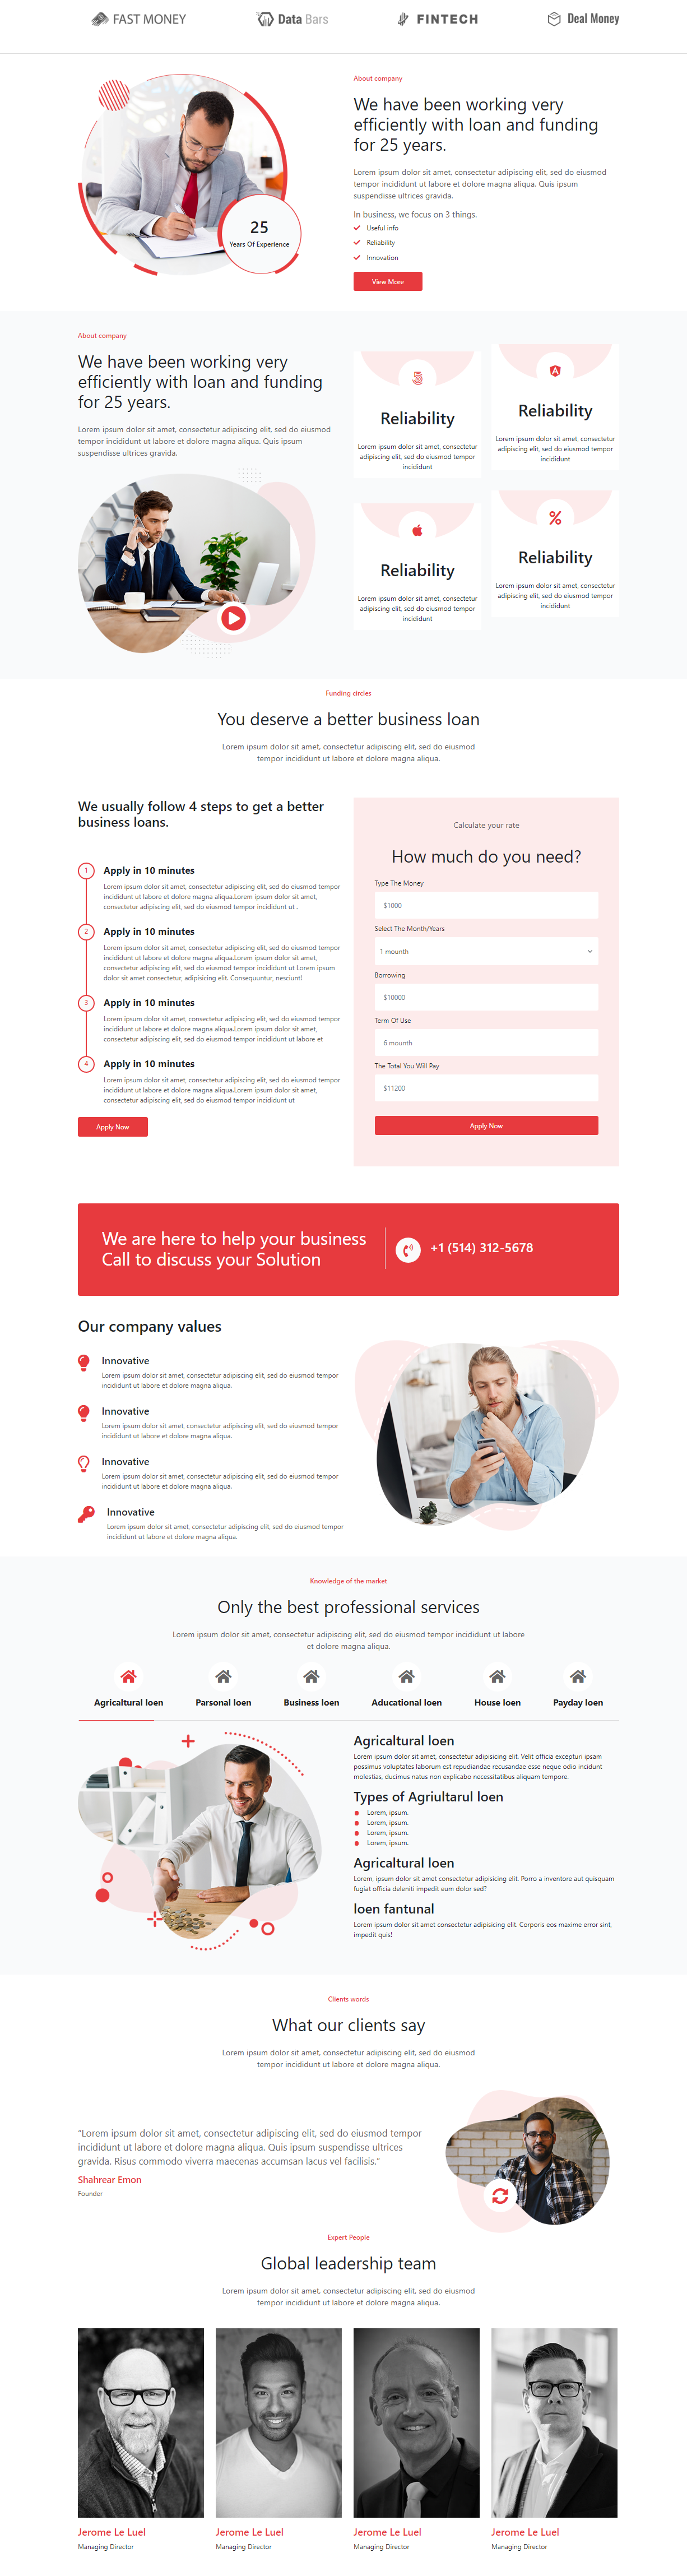 FAST MONEY
Data Bars
FINTECH
Deal Money
About company
We have been working very
efficiently with loan and funding
for 25 years.
Lorem ipsum dolor sit amet, consectetur adipiscing elit, sed do eiusmod
tempor incididunt ut labore et dolore magna aliqua. Quis ipsum
suspendisse ultrices gravida.
In business, we focus on 3 things.
Useful info
Reliability
Innovation
View More
25
Years Of Experience
About company
We have been working very
efficiently with loan and funding
for 25 years.
Lorem ipsum dolor sit amet, consectetur adipiscing elit, sed do eiusmod
tempor incididunt ut labore et dolore magna aliqua. Quis ipsum
suspendisse ultrices gravida.
Reliability
Lorem ipsum dolor sit amet, consectetur
adipiscing elit, sed do eiusmod tempor
incididunt
Reliability
Lorem ipsum dolor sit amet, consectetur
adipiscing elit, sed do eiusmod tempor
incididunt
Reliability
Lorem ipsum dolor sit amet, consectetur
adipiscing elit, sed do eiusmod tempor
incididunt
Reliability
Lorem ipsum dolor sit amet, consectetur
adipiscing elit, sed do eiusmod tempor
incididunt
Funding circles
You deserve a better business loan
Lorem ipsum dolor sit amet, consectetur adipiscing elit, sed do eiusmod
tempor incididunt ut labore et dolore magna aliqua.
We usually follow 4 steps to get a better
business loans.
1
Apply in 10 minutes
Lorem ipsum dolor sit amet, consectetur adipiscing elit, sed do eiusmod tempor
incididunt ut labore et dolore magna aliqua.Lorem ipsum dolor sit amet,
consectetur adipiscing elit, sed do eiusmod tempor incididunt ut .
2
Apply in 10 minutes
Lorem ipsum dolor sit amet, consectetur adipiscing elit, sed do eiusmod tempor
incididunt ut labore et dolore magna aliqua.Lorem ipsum dolor sit amet,
consectetur adipiscing elit, sed do eiusmod tempor incididunt ut Lorem ipsum
dolor sit amet consectetur, adipisicing elit. Consequuntur, nesciunt!
3
Apply in 10 minutes
Lorem ipsum dolor sit amet, consectetur adipiscing elit, sed do eiusmod tempor
incididunt ut labore et dolore magna aliqua.Lorem ipsum dolor sit amet,
consectetur adipiscing elit, sed do eiusmod tempor incididunt ut labore et
4
Apply in 10 minutes
Lorem ipsum dolor sit amet, consectetur adipiscing elit, sed do eiusmod tempor
incididunt ut labore et dolore magna aliqua.Lorem ipsum dolor sit amet,
consectetur adipiscing elit, sed do eiusmod tempor incididunt ut
Apply Now
Calculate your rate
How much do you need?
Type The Money
$1000
Select The Month/Years
1 mounth
Borrowing
$10000
Term Of Use
6 mounth
The Total You Will Pay
$11200
Apply Now
We are here to help your business
Call to discuss your Solution
+1 (514) 312-5678
Our company values
Innovative
Lorem ipsum dolor sit amet, consectetur adipiscing elit, sed do eiusmod tempor
incididunt ut labore et dolore magna aliqua.
Innovative
Lorem ipsum dolor sit amet, consectetur adipiscing elit, sed do eiusmod tempor
incididunt ut labore et dolore magna aliqua.
Innovative
Lorem ipsum dolor sit amet, consectetur adipiscing elit, sed do eiusmod tempor
incididunt ut labore et dolore magna aliqua.
Innovative
Lorem ipsum dolor sit amet, consectetur adipiscing elit, sed do eiusmod tempor
incididunt ut labore et dolore magna aliqua.
Knowledge of the market
Only the best professional services
Lorem ipsum dolor sit amet, consectetur adipiscing elit, sed do eiusmod tempor incididunt ut labore
et dolore magna aliqua.
Agricaltural loen
Parsonal loen
Business loen
Aducational loen
House loen
Payday loen
Agricaltural loen
Lorem ipsum dolor sit amet, consectetur adipisicing elit. Velit officia excepturi ipsam
possimus voluptates laborum est repudiandae recusandae esse neque odio incidunt
molestias, ducimus natus non explicabo necessitatibus aliquam tempore.
Types of Agriultarul loen
Lorem, ipsum.
Lorem, ipsum.
Lorem, ipsum.
Lorem, ipsum.
Agricaltural loen
Lorem, ipsum dolor sit amet consectetur adipisicing elit. Porro a inventore aut quisquam
fugiat officia deleniti impedit eum dolor sed?
loen fantunal
Lorem ipsum dolor sit amet consectetur adipisicing elit. Corporis eos maxime error sint,
impedit quis!
Clients words
What our clients say
Lorem ipsum dolor sit amet, consectetur adipiscing elit, sed do eiusmod
tempor incididunt ut labore et dolore magna aliqua.
"Lorem ipsum dolor sit amet, consectetur adipiscing elit, sed do eiusmod tempor
incididunt ut labore et dolore magna aliqua. Quis ipsum suspendisse ultrices
gravida. Risus commodo viverra maecenas accumsan lacus vel facilisis."
Shahrear Emon
Founder
Expert People
Global leadership team
Lorem ipsum dolor sit amet, consectetur adipiscing elit, sed do eiusmod
tempor incididunt ut labore et dolore magna aliqua.
Jerome Le Luel
Managing Director
Jerome Le Luel
Managing Director
Jerome Le Luel
Managing Director
Jerome Le Luel
Managing Director